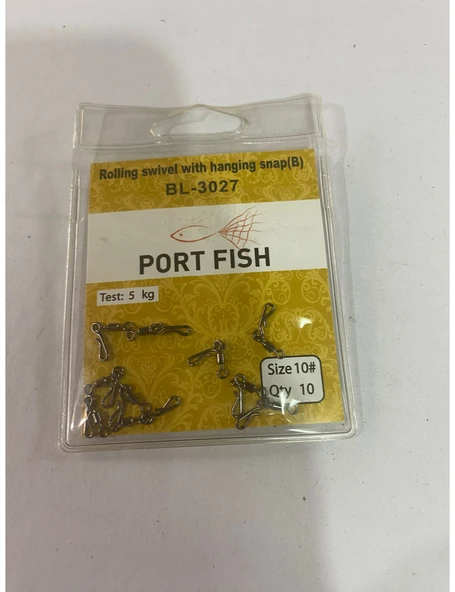 Rolling swivel with hanging snap(B)
BL-3027
PORT FISH
Test: 5 kg
Size 10#
Qty 10